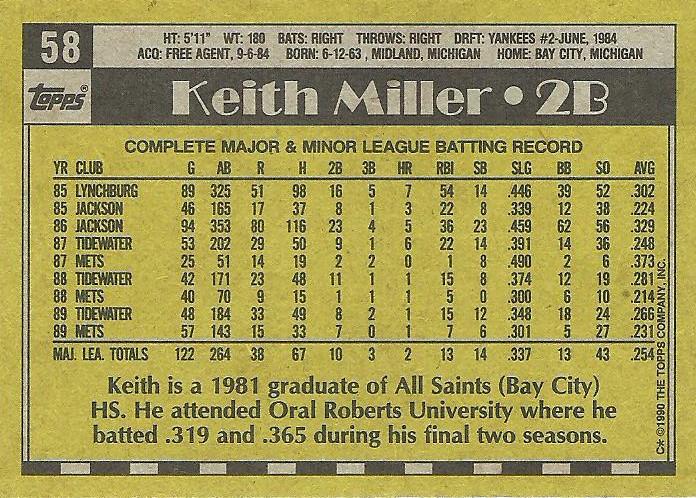 58
HT: 5'11" WT: 180 BATS: RIGHT THROWS: RIGHT DRFT: YANKEES #2-JUNE, 1984
ACQ: FREE AGENT, 9-6-84 BORN: 6-12-63, MIDLAND, MICHIGAN HOME: BAY CITY, MICHIGAN
topps®
Keith Miller • 2B
COMPLETE MAJOR & MINOR LEAGUE BATTING RECORD
YR CLUB G AB R H 2B 3B HR RBI SB SLG BB SO AVG
85 LYNCHBURG 89 325 51 98 16 5 7 54 14 .446 39 52 .302
85 JACKSON 46 165 17 37 8 1 3 22 8 .339 12 38 .224
86 JACKSON 94 353 80 116 23 4 5 36 23 .459 62 56 .329
87 TIDEWATER 53 202 29 50 9 1 6 22 14 .391 14 36 .248
87 METS 25 51 14 19 2 2 0 1 8 .490 2 6 .373
88 TIDEWATER 42 171 23 48 11 1 1 15 8 .374 12 19 .281
88 METS 40 70 9 15 1 1 1 5 0 .300 6 10 .214
89 TIDEWATER 48 184 33 49 8 2 1 15 12 .348 18 24 .266
89 METS 57 143 15 33 7 0 1 7 6 .301 5 27 .231
MAJ. LEA. TOTALS 122 264 38 67 10 3 2 13 14 .337 13 43 .254
Keith is a 1981 graduate of All Saints (Bay City)
HS. He attended Oral Roberts University where he
batted .319 and .365 during his final two seasons.
C* ©1990 THE TOPPS COMPANY, INC.